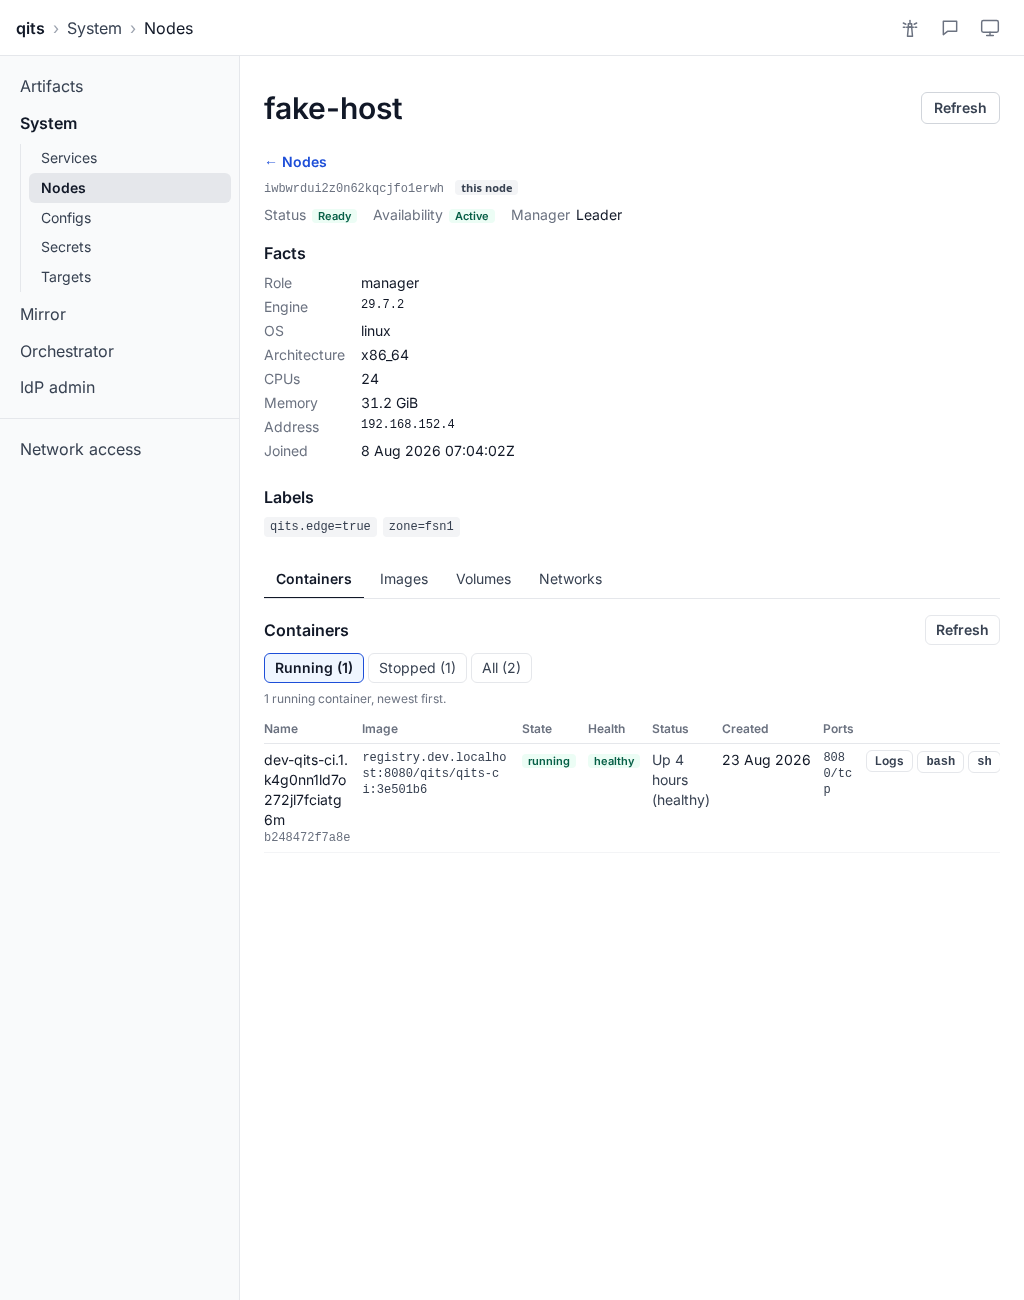 qits › System › Nodes
Artifacts
System
Services
Nodes
Configs
Secrets
Targets
Mirror
Orchestrator
IdP admin
Network access
fake-host
Refresh
← Nodes
iwbwrdui2z0n62kqcjfo1erwh this node
Status Ready Availability Active Manager Leader
Facts
Role manager
Engine 29.7.2
OS linux
Architecture x86_64
CPUs 24
Memory 31.2 GiB
Address 192.168.152.4
Joined 8 Aug 2026 07:04:02Z
Labels
qits.edge=true zone=fsn1
Containers Images Volumes Networks
Containers
Refresh
Running (1) Stopped (1) All (2)
1 running container, newest first.
Name Image State Health Status Created Ports
dev-qits-ci.1.
k4g0nn1ld7o
272jl7fciatg
6m
b248472f7a8e
registry.dev.localho
st:8080/qits/qits-c
i:3e501b6
running
healthy
Up 4
hours
(healthy)
23 Aug 2026
808
0/tc
p
Logs bash sh